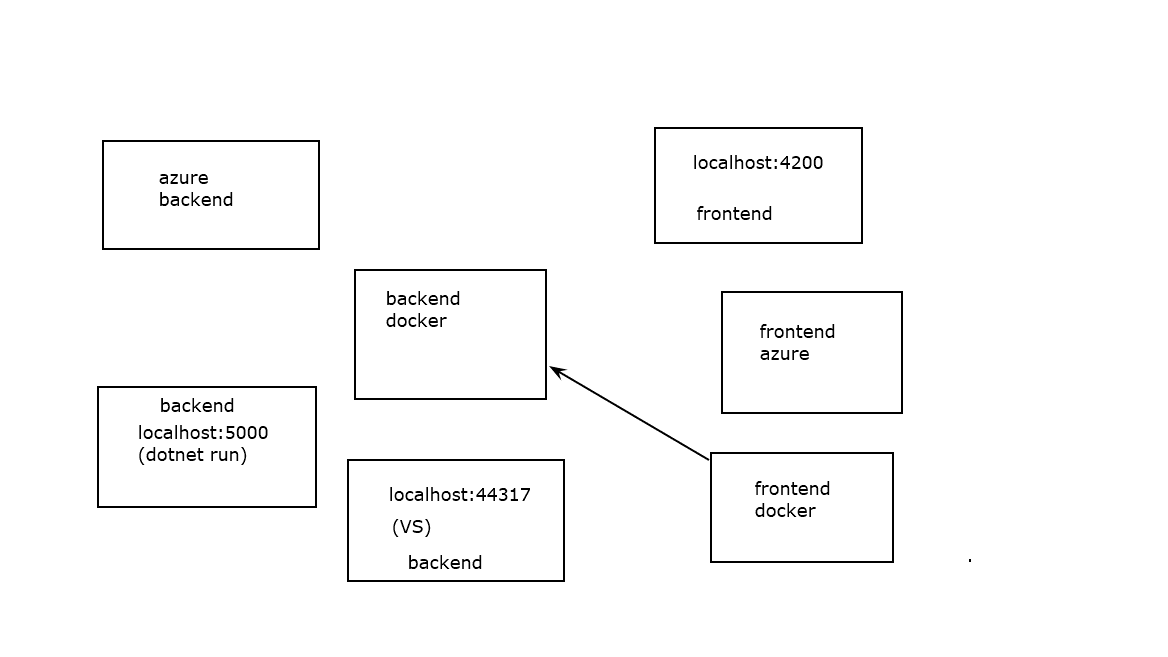 azure
backend
localhost:4200
frontend
backend
docker
frontend
azure
backend
localhost:5000
(dotnet run)
localhost:44317
(VS)
backend
frontend
docker